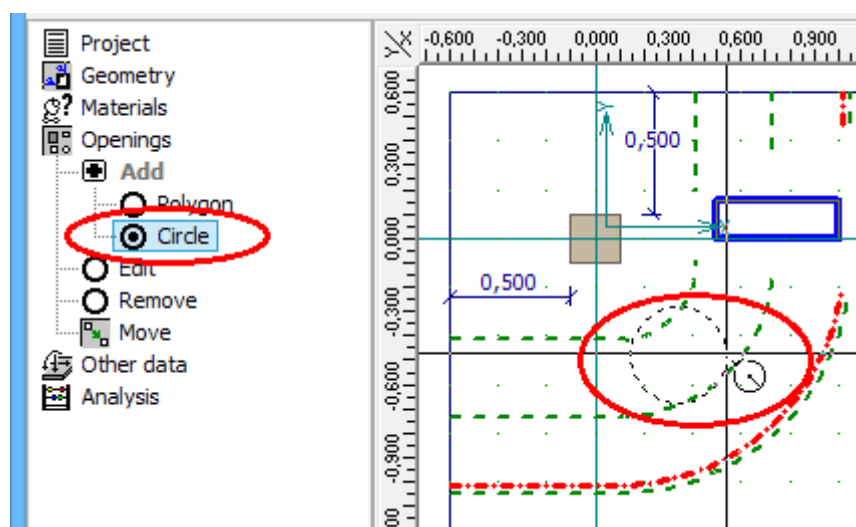 Project
Geometry
Materials
Openings
Add
Polygon
Circle
Edit
Remove
Move
Other data
Analysis
Y X -0,600 -0,300 0,000 0,300 0,600 0,900
0,600
0,300
0,000
-0,300
-0,600
-0,900
0,500
Y
X
0,500